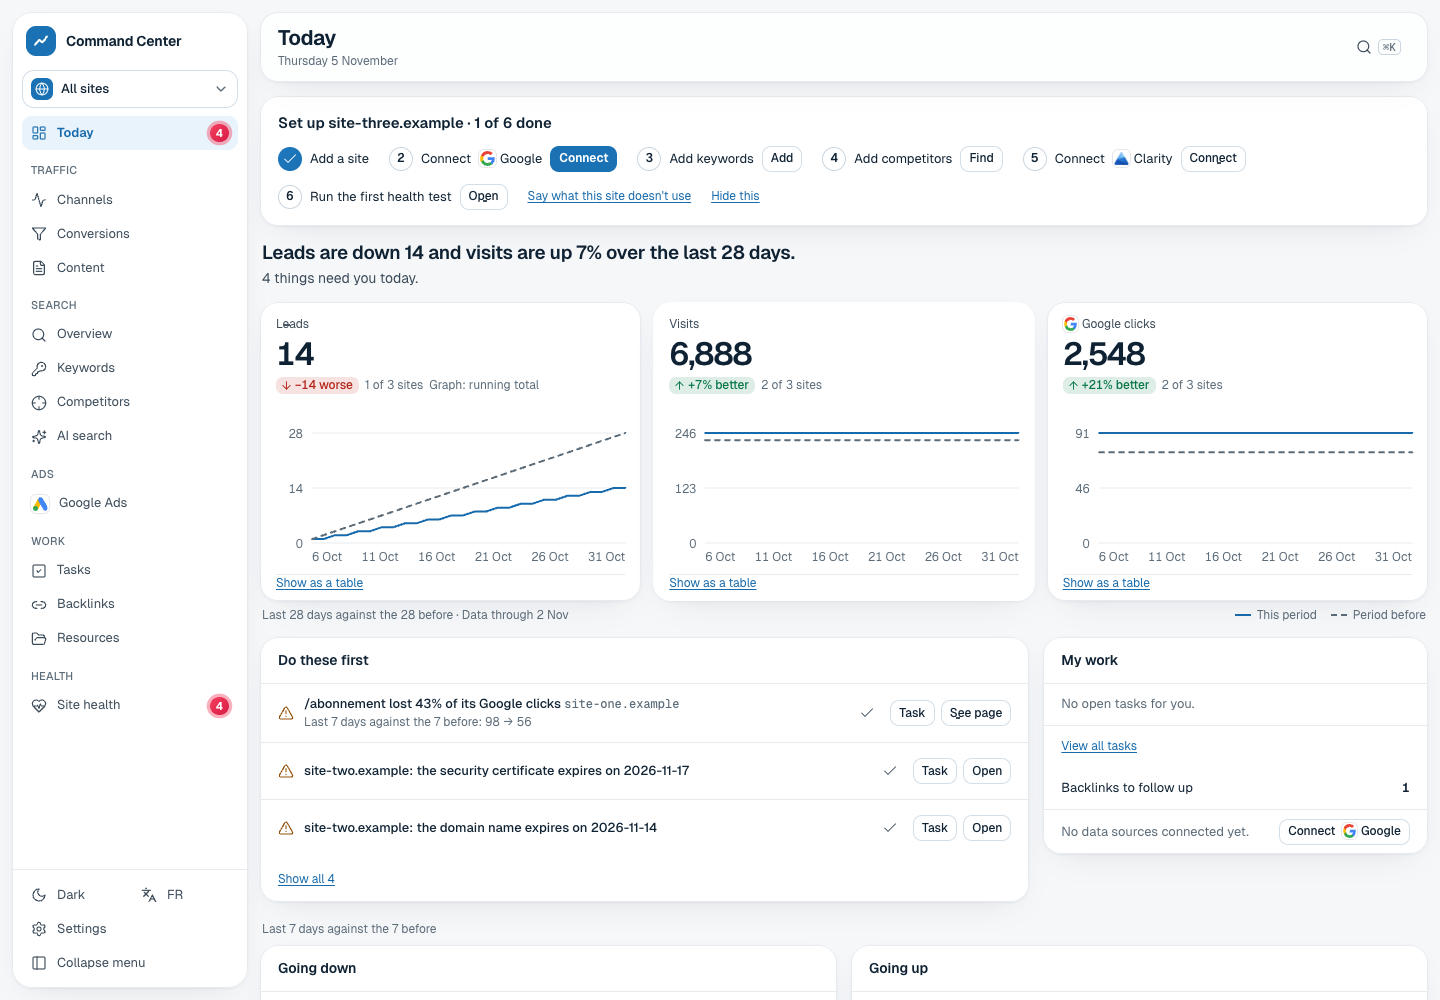 Command Center
All sites
Today 4
TRAFFIC
Channels
Conversions
Content
SEARCH
Overview
Keywords
Competitors
AI search
ADS
Google Ads
WORK
Tasks
Backlinks
Resources
HEALTH
Site health 4
Dark FR
Settings
Collapse menu
Today
Thursday 5 November
⌘K
Set up site-three.example · 1 of 6 done
Add a site 2 Connect Google Connect 3 Add keywords Add 4 Add competitors Find 5 Connect Clarity Connect
6 Run the first health test Open Say what this site doesn't use Hide this
Leads are down 14 and visits are up 7% over the last 28 days.
4 things need you today.
Leads
14
−14 worse 1 of 3 sites Graph: running total
28
14
0
6 Oct 11 Oct 16 Oct 21 Oct 26 Oct 31 Oct
Show as a table
Visits
6,888
+7% better 2 of 3 sites
246
123
0
6 Oct 11 Oct 16 Oct 21 Oct 26 Oct 31 Oct
Show as a table
Google clicks
2,548
+21% better 2 of 3 sites
91
46
0
6 Oct 11 Oct 16 Oct 21 Oct 26 Oct 31 Oct
Show as a table
Last 28 days against the 28 before · Data through 2 Nov
This period Period before
Do these first
/abonnement lost 43% of its Google clicks site-one.example
Last 7 days against the 7 before: 98 → 56
Task See page
site-two.example: the security certificate expires on 2026-11-17
Task Open
site-two.example: the domain name expires on 2026-11-14
Task Open
Show all 4
My work
No open tasks for you.
View all tasks
Backlinks to follow up 1
No data sources connected yet. Connect Google
Last 7 days against the 7 before
Going down
Going up